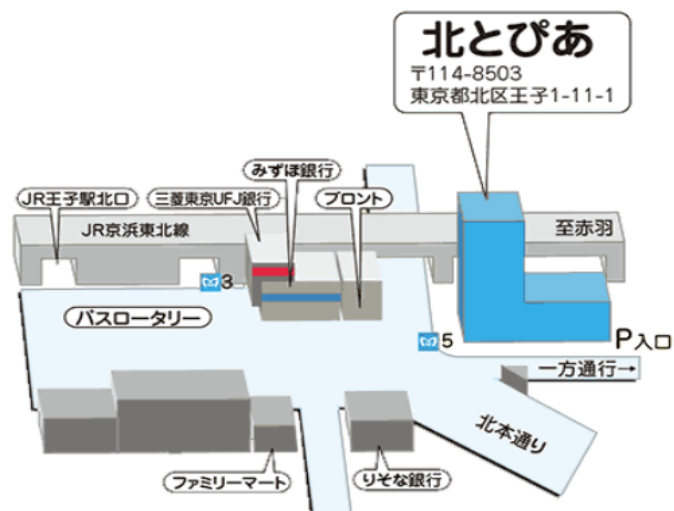 北とぴあ
〒114-8503
東京都北区王子1-11-1
みずほ銀行
JR王子駅北口
三菱東京UFJ銀行
プロント
JR京浜東北線
至赤羽
3
バスロータリー
5
P入口
一方通行→
北本通り
ファミリーマート
りそな銀行